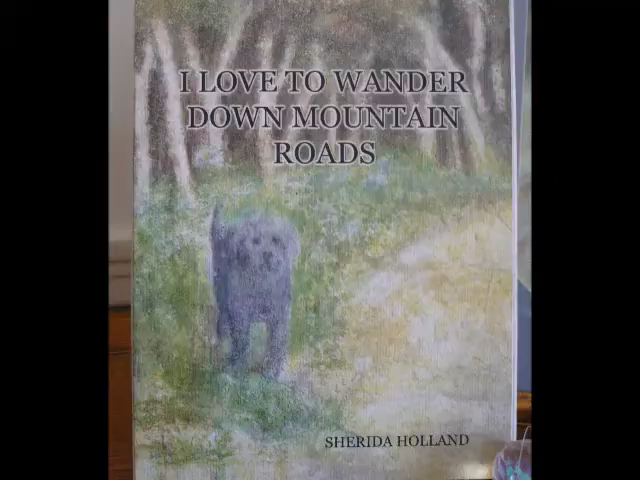 I LOVE TO WANDER
DOWN MOUNTAIN
ROADS
SHERIDA HOLLAND